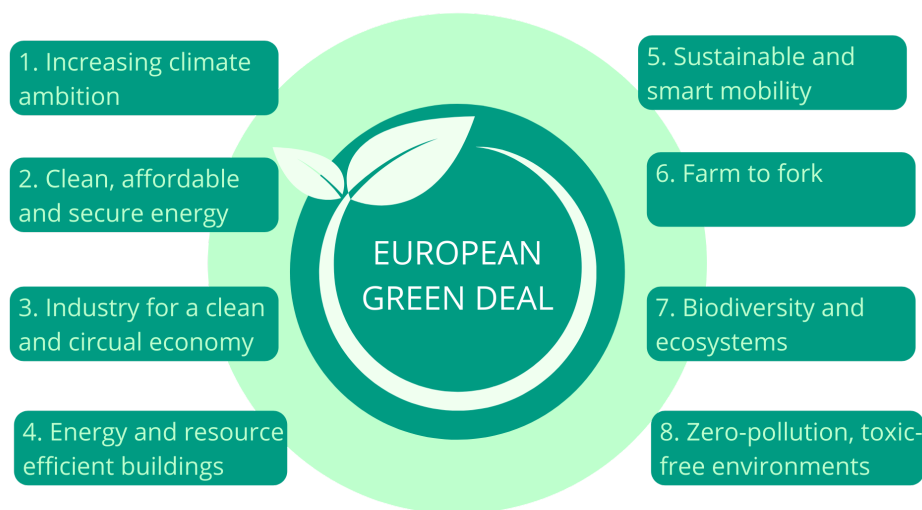 1. Increasing climate
ambition
2. Clean, affordable
and secure energy
3. Industry for a clean
and circual economy
4. Energy and resource
efficient buildings
EUROPEAN
GREEN DEAL
5. Sustainable and
smart mobility
6. Farm to fork
7. Biodiversity and
ecosystems
8. Zero-pollution, toxic-
free environments